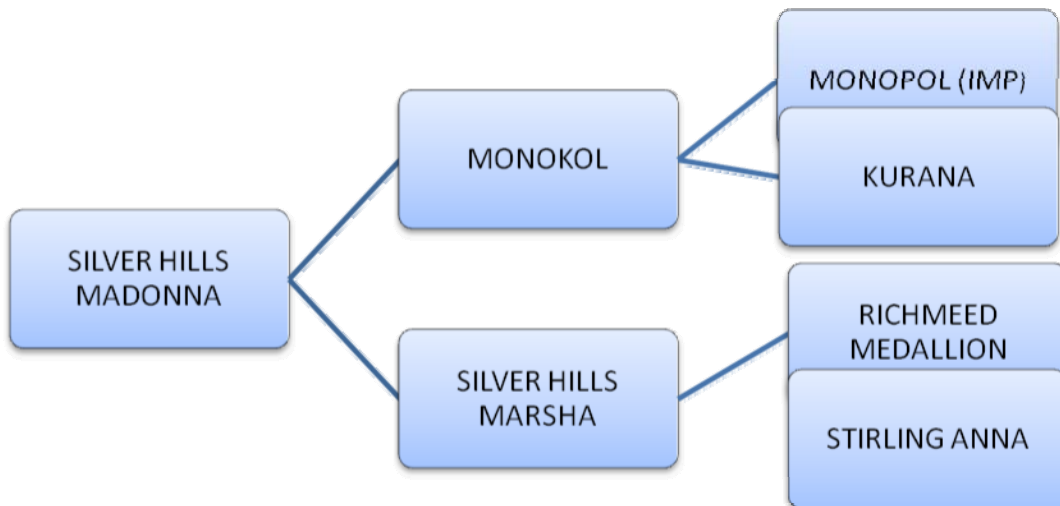 SILVER HILLS
MADONNA
MONOKOL
MONOPOL (IMP)
KURANA
SILVER HILLS
MARSHA
RICHMEED
MEDALLION
STIRLING ANNA